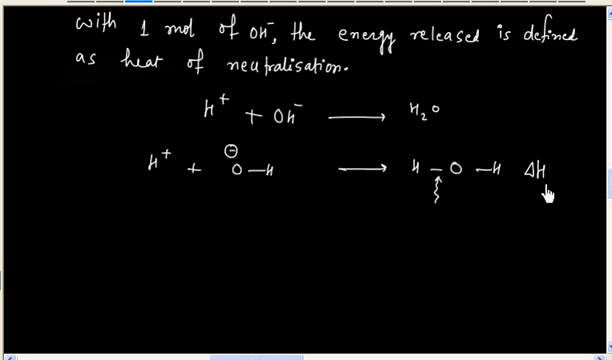 with 1 mol of OH⁻, the energy released is defined
as heat of neutralisation.
H⁺ + OH⁻ ⟶ H₂O
H⁺ + ⊖O—H ⟶ H—O—H ΔH